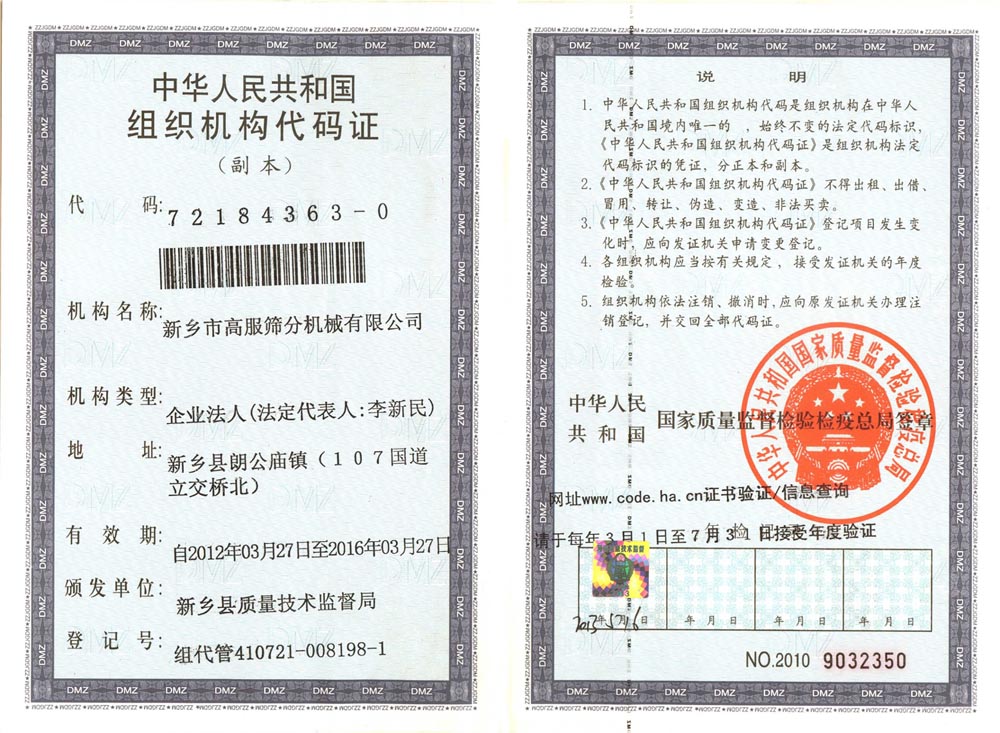 中华人民共和国
组织机构代码证
(副本)
代 码: 72184363-0
机构名称: 新乡市高服筛分机械有限公司
机构类型: 企业法人(法定代表人:李新民)
地 址: 新乡县朗公庙镇(107国道
立交桥北)
有 效 期: 自2012年03月27日至2016年03月27日
颁发单位: 新乡县质量技术监督局
登 记 号: 组代管410721-008198-1
说 明
1. 中华人民共和国组织机构代码是组织机构在中华人
民共和国境内唯一的 ,始终不变的法定代码标识,
《中华人民共和国组织机构代码证》是组织机构法定
代码标识的凭证,分正本和副本。
2.《中华人民共和国组织机构代码证》不得出租、出借、
冒用、转让、伪造、变造、非法买卖。
3.《中华人民共和国组织机构代码证》登记项目发生变
化时,应向发证机关申请变更登记。
4. 各组织机构应当按有关规定,接受发证机关的年度
检验。
5. 组织机构依法注销、撤消时,应向原发证机关办理注
销登记,并交回全部代码证。
中华人民
共和国 国家质量监督检验检疫总局签章
中华人民共和国国家质量监督检验检疫总局
网址www.code.ha.cn证书验证/信息查询
年 检
请于每年3月1日至7月31日接受年度验证
年 月 日 年 月 日 年 月 日
NO.2010 9032350